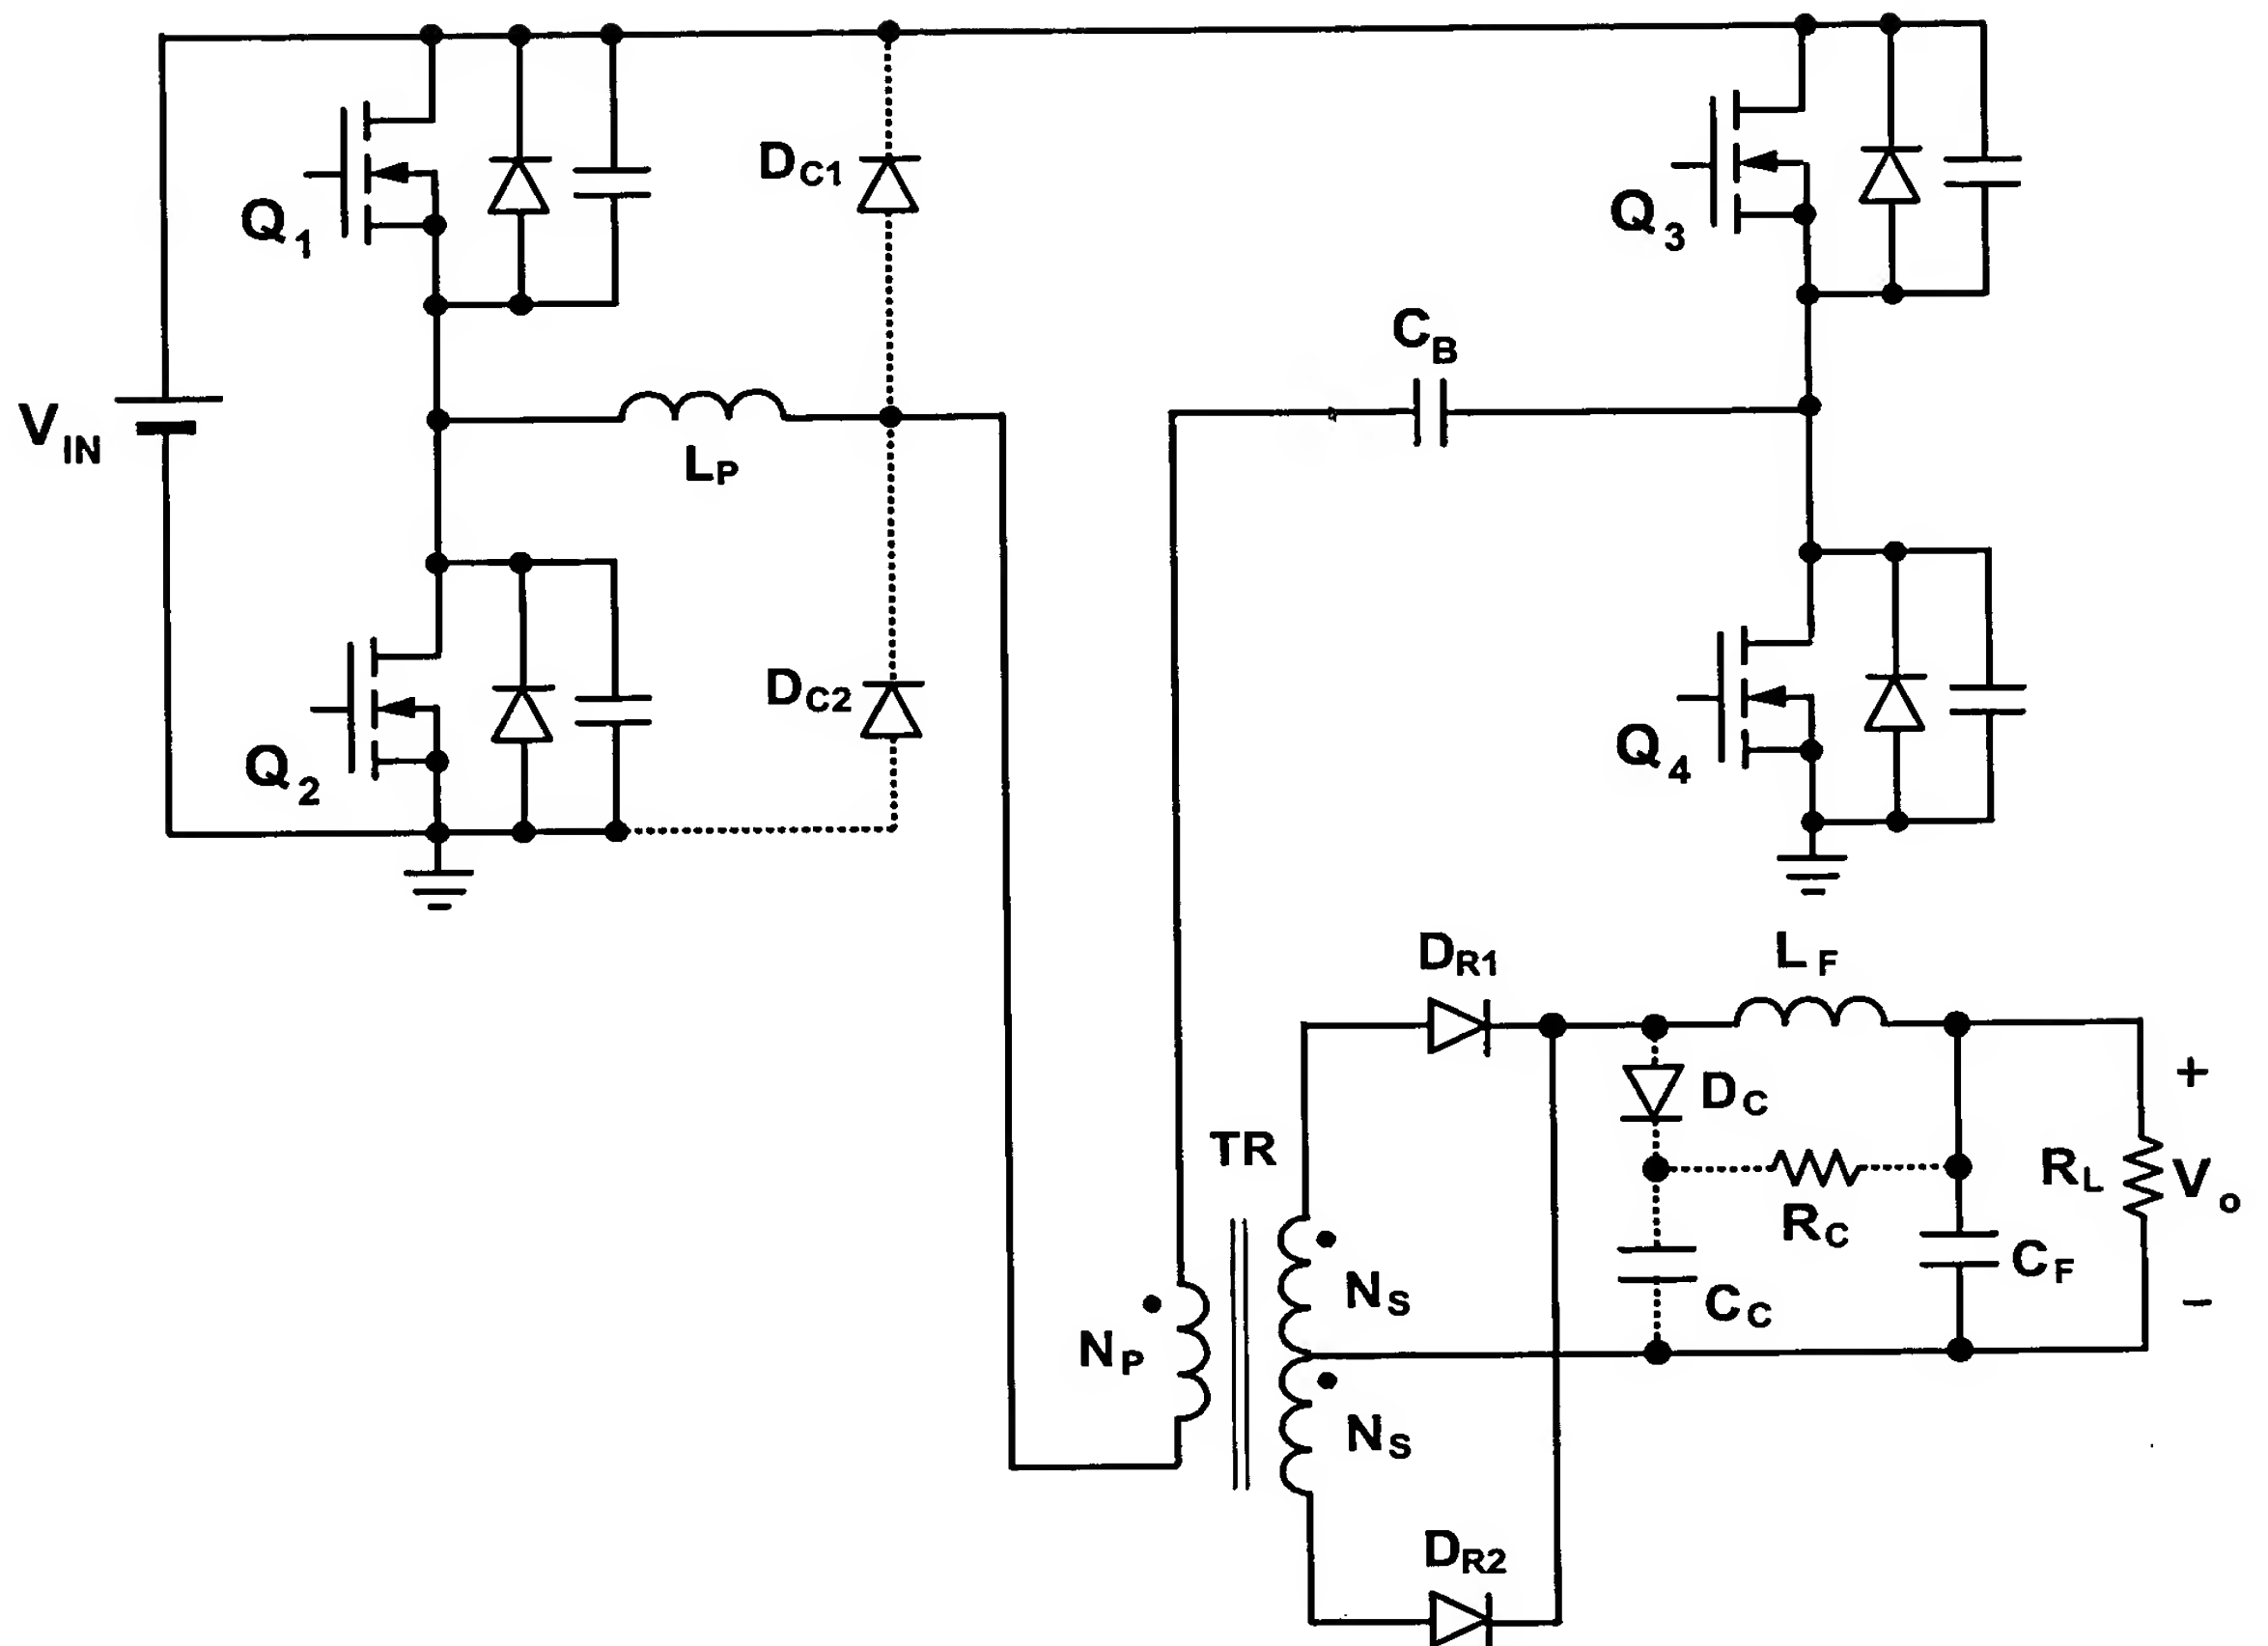 Q1
DC1
Q3
CB
VIN
LP
DC2
Q2
Q4
DR1
LF
DC
+
TR
RL
Vo
RC
NS
CF
CC
NP
−
NS
DR2